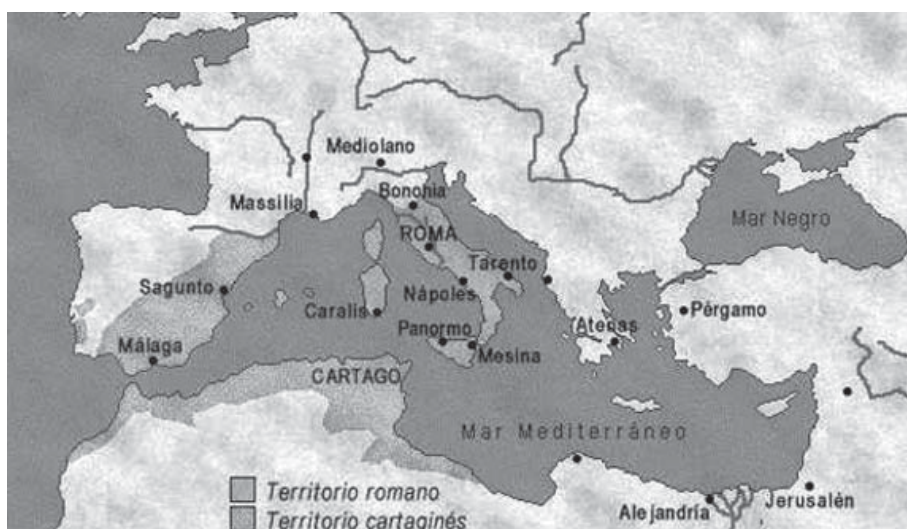 Mediolano
Bononia
Massilia
ROMA
Mar Negro
Tarento
Sagunto
Nápoles
Caralis
Pérgamo
Panormo
Atenas
Málaga
Mesina
CARTAGO
Mar Mediterráneo
Territorio romano
Territorio cartaginés
Alejandría
Jerusalén